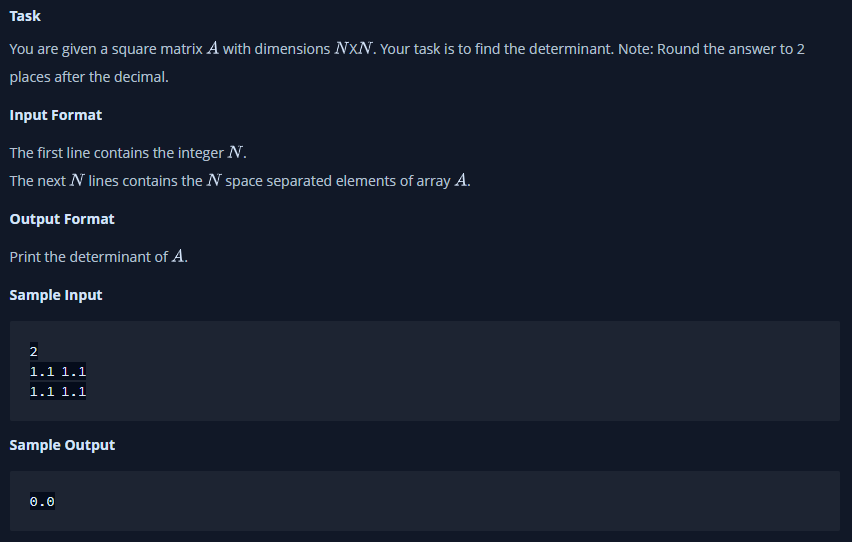 Task
You are given a square matrix A with dimensions NXN. Your task is to find the determinant. Note: Round the answer to 2
places after the decimal.
Input Format
The first line contains the integer N.
The next N lines contains the N space separated elements of array A.
Output Format
Print the determinant of A.
Sample Input
2
1.1 1.1
1.1 1.1
Sample Output
0.0